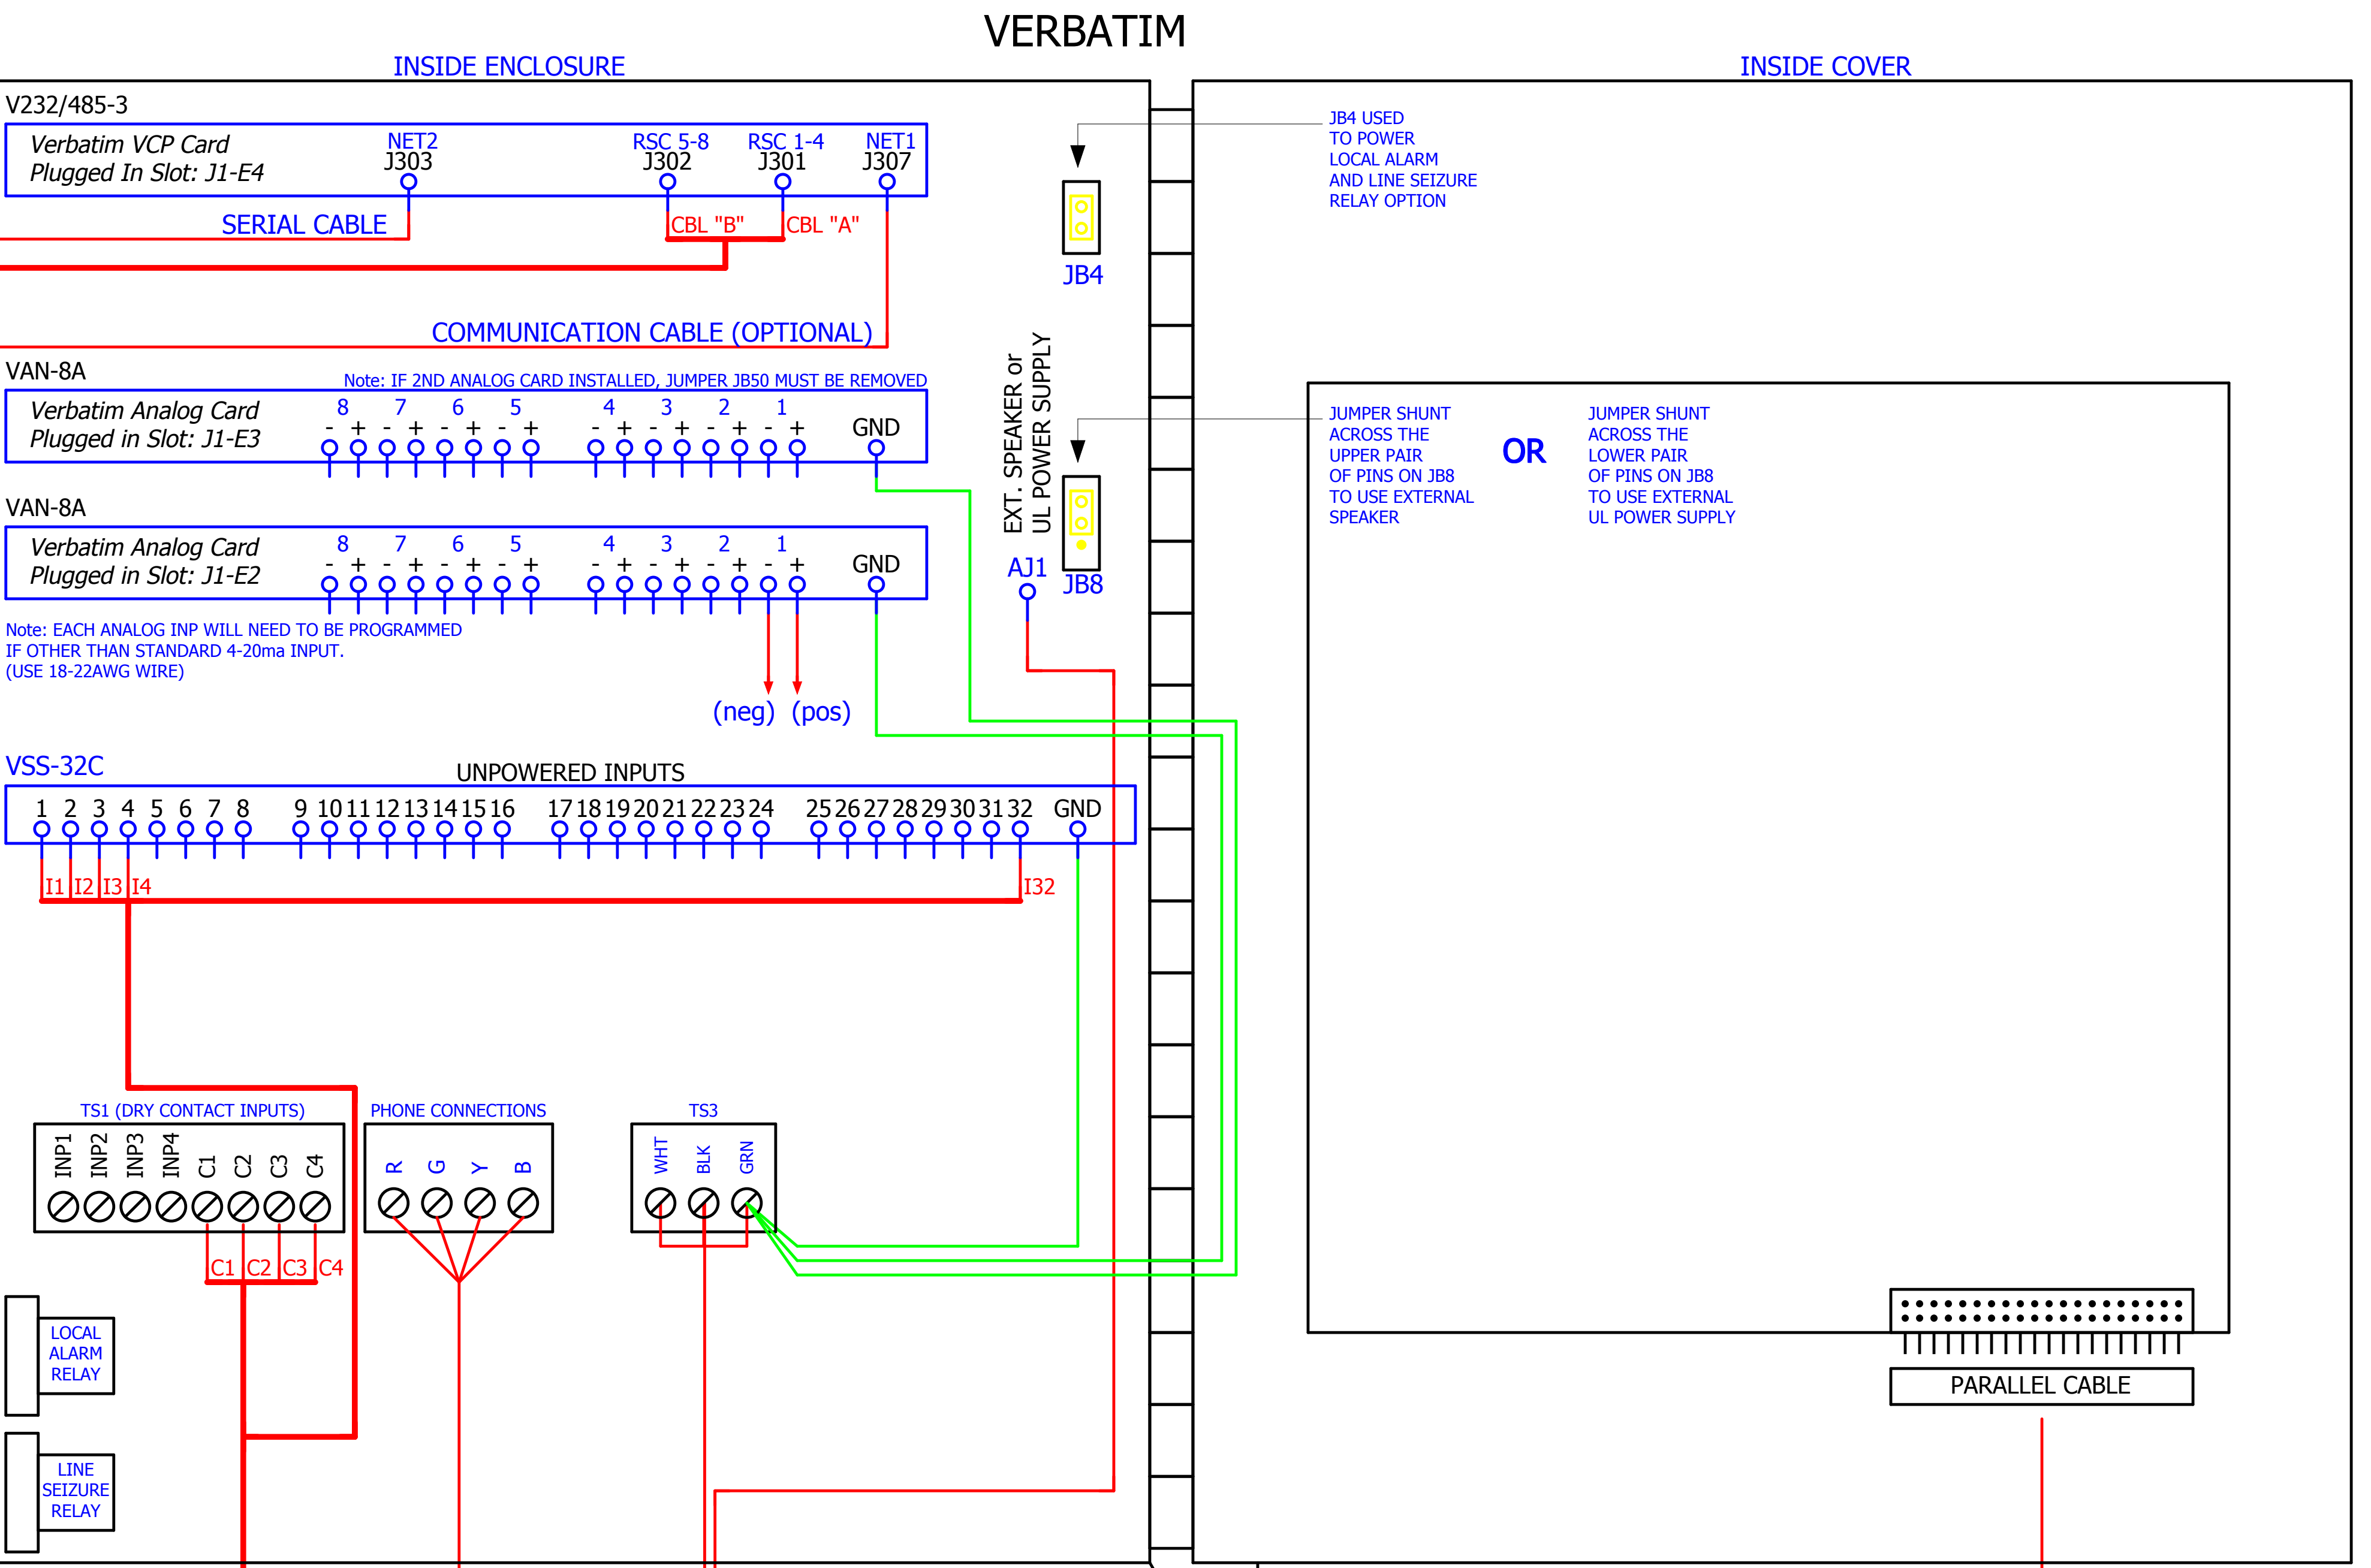 VERBATIM
INSIDE ENCLOSURE
INSIDE COVER
V232/485-3
Verbatim VCP Card
Plugged In Slot: J1-E4
NET2
J303
RSC 5-8
J302
RSC 1-4
J301
NET1
J307
SERIAL CABLE
CBL "B"
CBL "A"
COMMUNICATION CABLE (OPTIONAL)
JB4 USED
TO POWER
LOCAL ALARM
AND LINE SEIZURE
RELAY OPTION
JB4
VAN-8A
Note: IF 2ND ANALOG CARD INSTALLED, JUMPER JB50 MUST BE REMOVED
Verbatim Analog Card
Plugged in Slot: J1-E3
8 7 6 5 4 3 2 1
- + - + - + - + - + - + - + - +
GND
EXT. SPEAKER or
UL POWER SUPPLY
JUMPER SHUNT
ACROSS THE
UPPER PAIR
OF PINS ON JB8
TO USE EXTERNAL
SPEAKER
OR
JUMPER SHUNT
ACROSS THE
LOWER PAIR
OF PINS ON JB8
TO USE EXTERNAL
UL POWER SUPPLY
VAN-8A
Verbatim Analog Card
Plugged in Slot: J1-E2
8 7 6 5 4 3 2 1
- + - + - + - + - + - + - + - +
GND
AJ1
JB8
Note: EACH ANALOG INP WILL NEED TO BE PROGRAMMED
IF OTHER THAN STANDARD 4-20ma INPUT.
(USE 18-22AWG WIRE)
(neg) (pos)
VSS-32C
UNPOWERED INPUTS
1 2 3 4 5 6 7 8 9 10 11 12 13 14 15 16 17 18 19 20 21 22 23 24 25 26 27 28 29 30 31 32 GND
I1 I2 I3 I4 I32
TS1 (DRY CONTACT INPUTS)
INP1 INP2 INP3 INP4 C1 C2 C3 C4
C1 C2 C3 C4
PHONE CONNECTIONS
R G Y B
TS3
WHT BLK GRN
LOCAL
ALARM
RELAY
LINE
SEIZURE
RELAY
PARALLEL CABLE